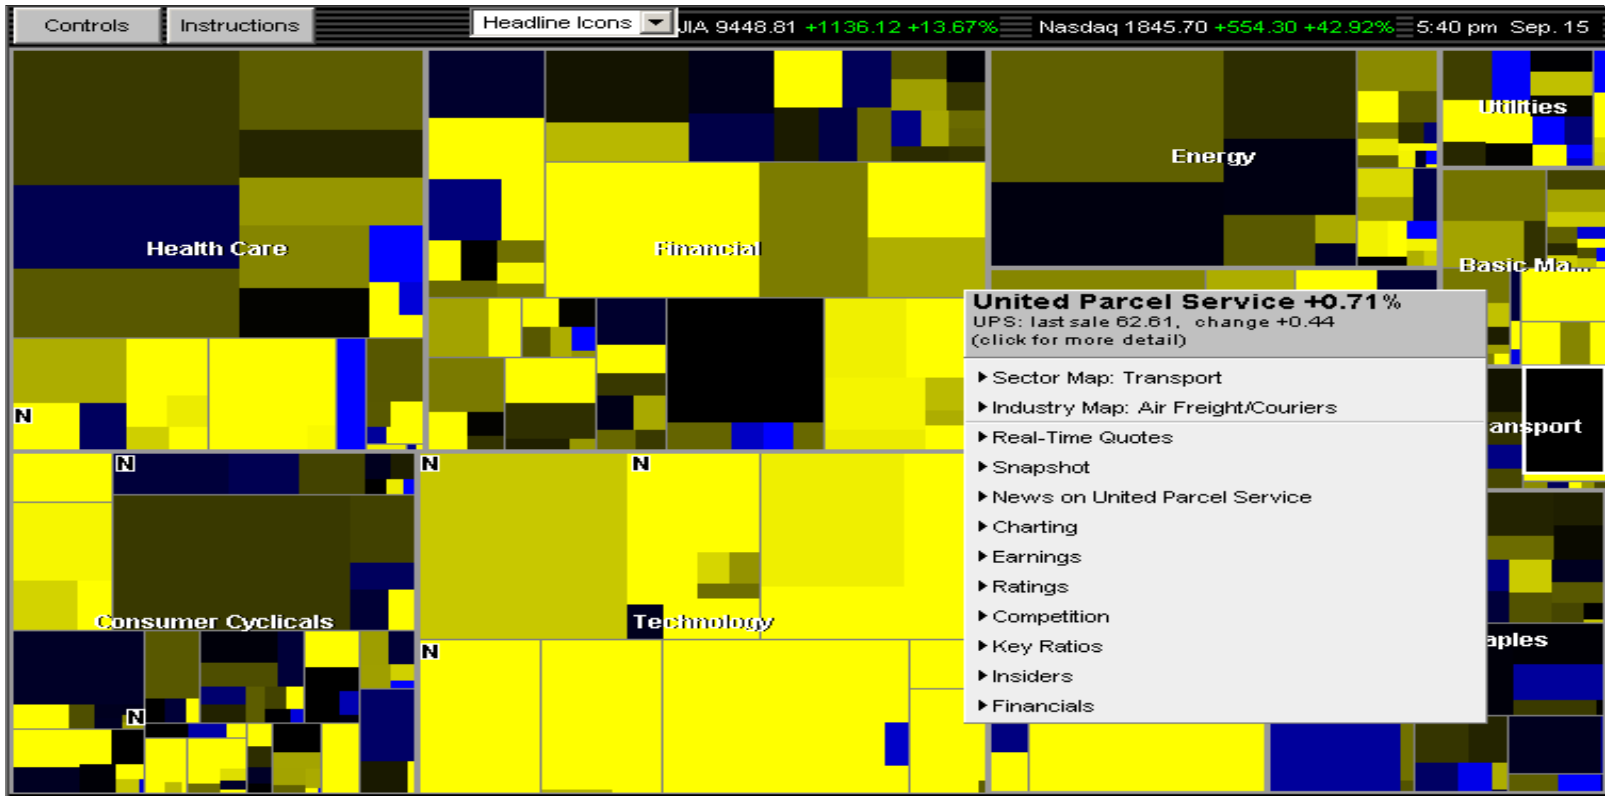 Controls
Instructions
Headline Icons
JIA 9448.81 +1136.12 +13.67%
Nasdaq 1845.70 +554.30 +42.92%
5:40 pm Sep. 15
Utilities
Energy
Health Care
Financial
Basic Ma...
United Parcel Service +0.71%
UPS: last sale 62.61, change +0.44
(click for more detail)
Sector Map: Transport
Industry Map: Air Freight/Couriers
Real-Time Quotes
Snapshot
News on United Parcel Service
Charting
Earnings
Ratings
Competition
Key Ratios
Insiders
Financials
N
ansport
N
N
N
Consumer Cyclicals
Technology
N
aples
N